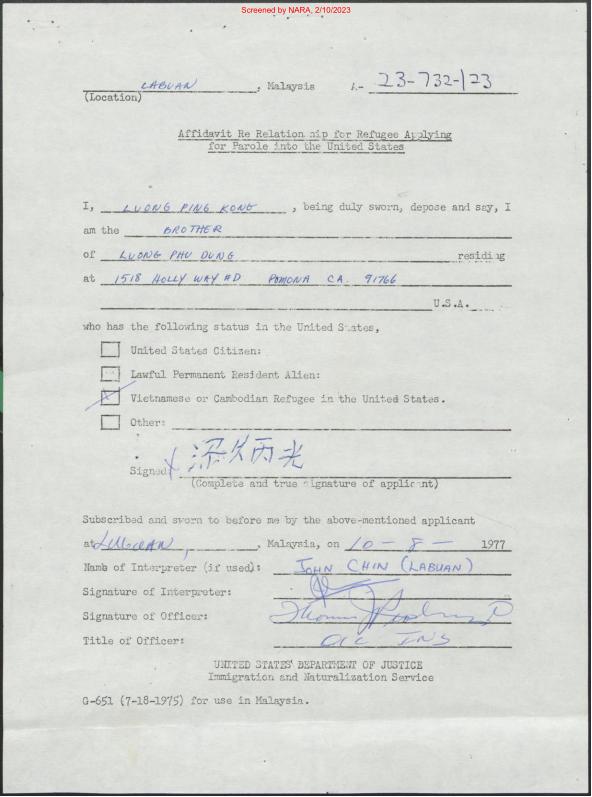 Screened by NARA, 2/10/2023
LABUAN, Malaysia A- 23-732-123
(Location)
Affidavit Re Relationship for Refugee Applying
for Parole into the United States
I, LUONG PING KONG, being duly sworn, depose and say, I
am the BROTHER
of LUONG PHU DUNG residing
at 1518 HOLLY WAY #D POMONA CA. 91766
U.S.A.
who has the following status in the United States,
United States Citizen:
Lawful Permanent Resident Alien:
Vietnamese or Cambodian Refugee in the United States.
Other:
Signed X 丙光
(Complete and true signature of applicant)
Subscribed and sworn to before me by the above-mentioned applicant
at LABUAN, Malaysia, on 10-8- 1977
Name of Interpreter (if used): JOHN CHIN (LABUAN)
Signature of Interpreter:
Signature of Officer: Thomas J
Title of Officer: OIC INS
UNITED STATES DEPARTMENT OF JUSTICE
Immigration and Naturalization Service
G-651 (7-18-1975) for use in Malaysia.